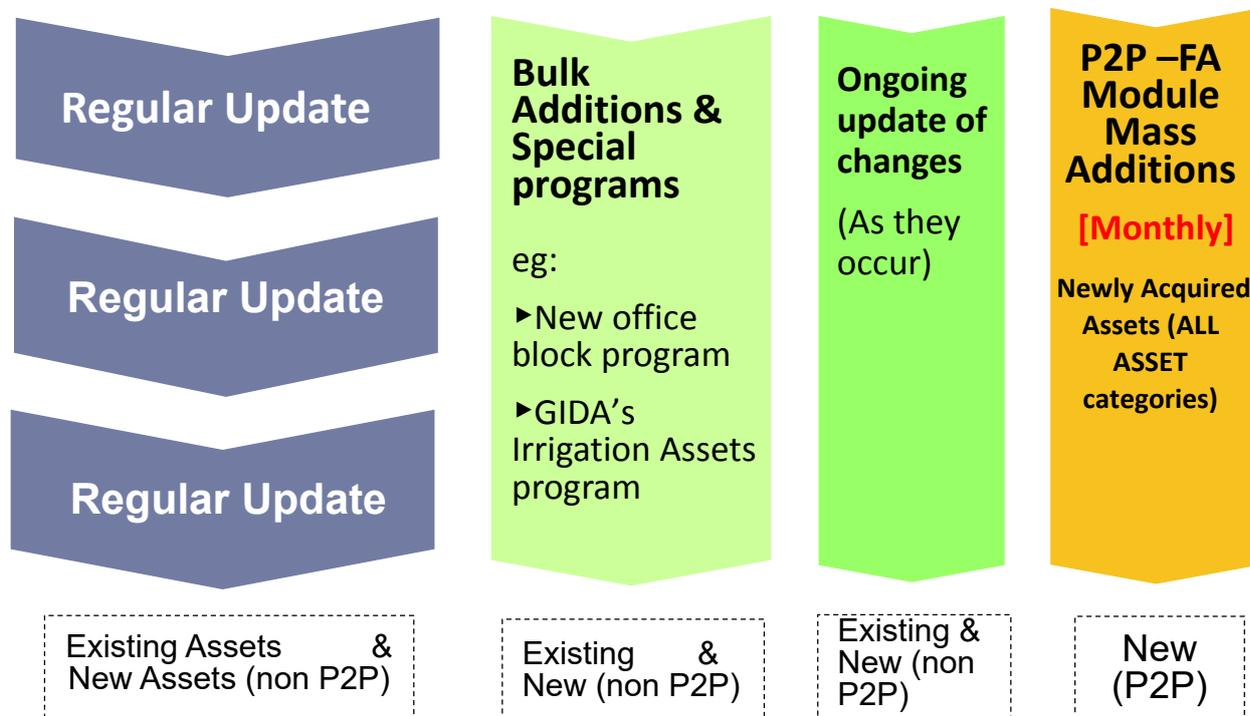 Regular Update
Regular Update
Regular Update
Bulk
Additions &
Special
programs
eg:
▸New office
block program
▸GIDA’s
Irrigation Assets
program
Ongoing
update of
changes
(As they
occur)
P2P –FA
Module
Mass
Additions
[Monthly]
Newly Acquired
Assets (ALL
ASSET
categories)
Existing Assets &
New Assets (non P2P)
Existing &
New (non P2P)
Existing &
New (non
P2P)
New
(P2P)